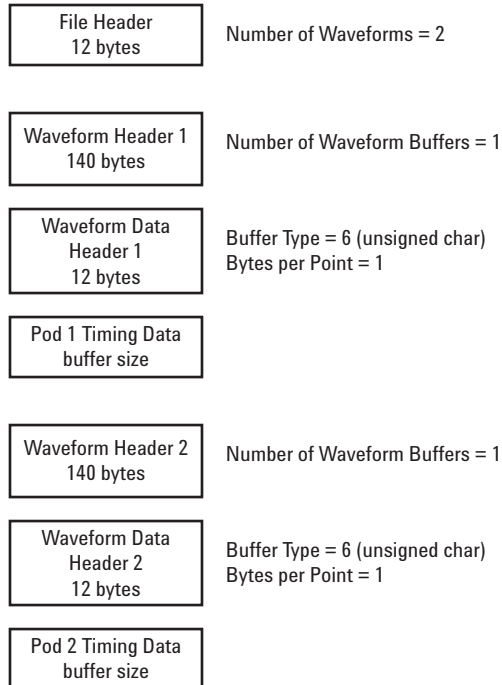 File Header
12 bytes
Number of Waveforms = 2
Waveform Header 1
140 bytes
Number of Waveform Buffers = 1
Waveform Data
Header 1
12 bytes
Buffer Type = 6 (unsigned char)
Bytes per Point = 1
Pod 1 Timing Data
buffer size
Waveform Header 2
140 bytes
Number of Waveform Buffers = 1
Waveform Data
Header 2
12 bytes
Buffer Type = 6 (unsigned char)
Bytes per Point = 1
Pod 2 Timing Data
buffer size